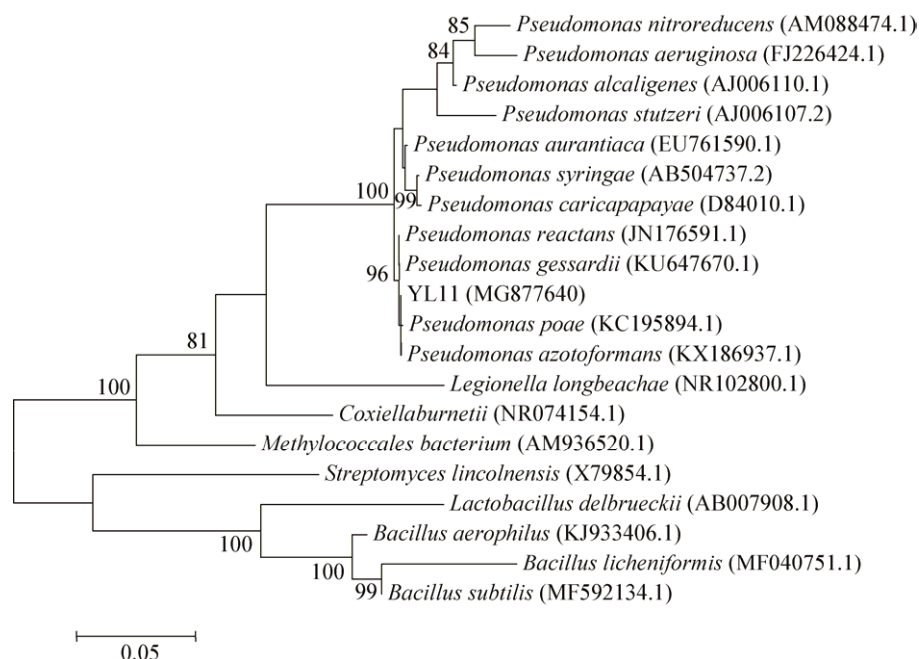 85
Pseudomonas nitroreducens (AM088474.1)
Pseudomonas aeruginosa (FJ226424.1)
84
Pseudomonas alcaligenes (AJ006110.1)
Pseudomonas stutzeri (AJ006107.2)
Pseudomonas aurantiaca (EU761590.1)
Pseudomonas syringae (AB504737.2)
100
99
Pseudomonas caricapapayae (D84010.1)
Pseudomonas reactans (JN176591.1)
Pseudomonas gessardii (KU647670.1)
96
YL11 (MG877640)
Pseudomonas poae (KC195894.1)
81
Pseudomonas azotoformans (KX186937.1)
100
Legionella longbeachae (NR102800.1)
Coxiellaburnetii (NR074154.1)
Methylococcales bacterium (AM936520.1)
Streptomyces lincolnensis (X79854.1)
Lactobacillus delbrueckii (AB007908.1)
100
Bacillus aerophilus (KJ933406.1)
100
Bacillus licheniformis (MF040751.1)
99
Bacillus subtilis (MF592134.1)
0.05